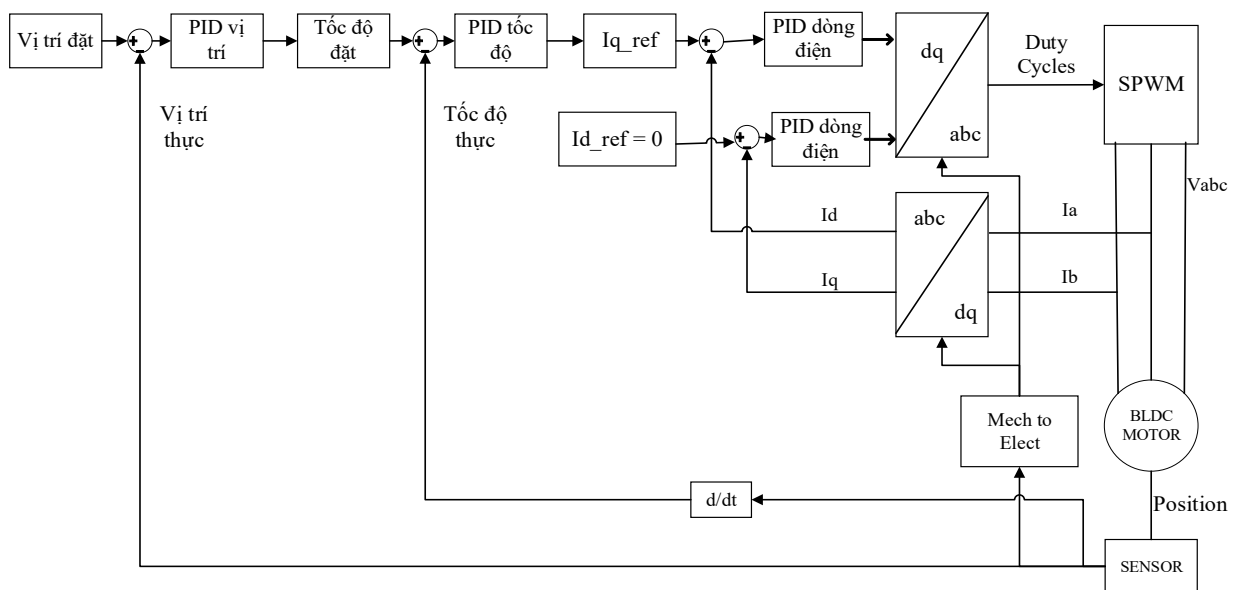 Vị trí đặt
PID vị
trí
Tốc độ
đặt
PID tốc
độ
Iq_ref
PID dòng
điện
dq
abc
Duty
Cycles
SPWM
Vị trí
thực
Tốc độ
thực
Id_ref = 0
PID dòng
điện
Vabc
Id
abc
Ia
Iq
dq
Ib
Mech to
Elect
BLDC
MOTOR
d/dt
Position
SENSOR